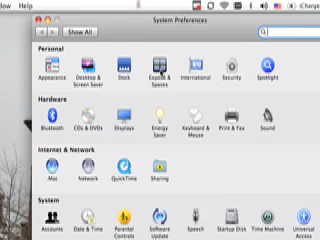 dow Help
iCharge
System Preferences
Show All
Personal
Appearance Desktop & Screen Saver Dock Exposé & Spaces International Security Spotlight
Hardware
Bluetooth CDs & DVDs Displays Energy Saver Keyboard & Mouse Print & Fax Sound
Internet & Network
.Mac Network QuickTime Sharing
System
Accounts Date & Time Parental Controls Software Update Speech Startup Disk Time Machine Universal Access